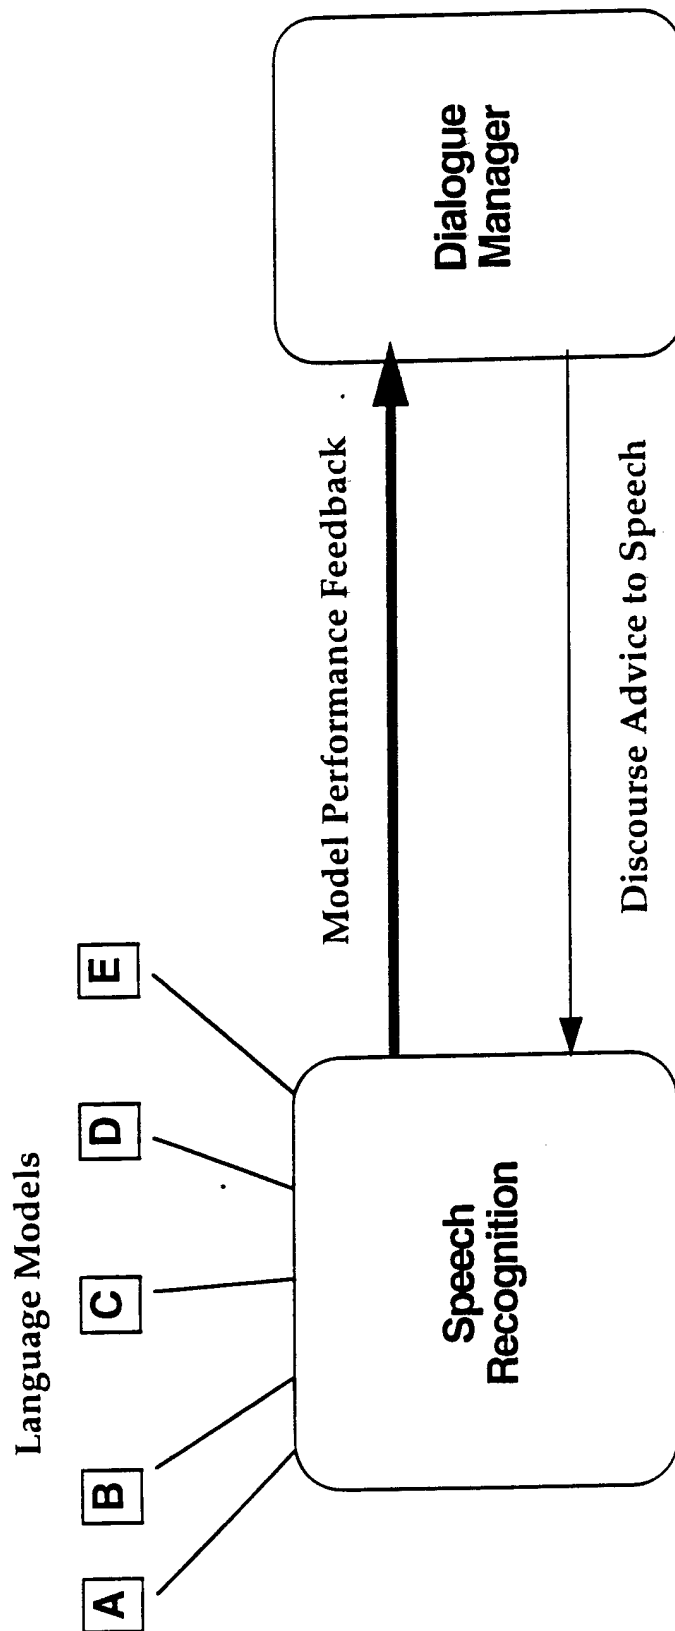 Language Models
A
B
C
D
E
Speech
Recognition
Model Performance Feedback
Discourse Advice to Speech
Dialogue
Manager